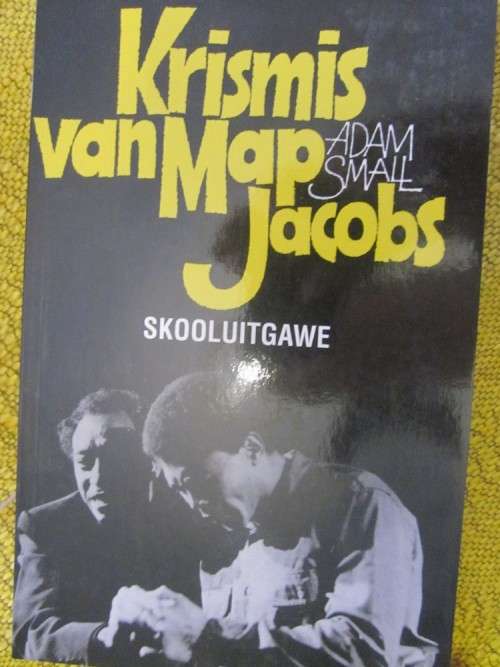 Krismis
van Map
ADAM
SMALL
Jacobs
SKOOLUITGAWE